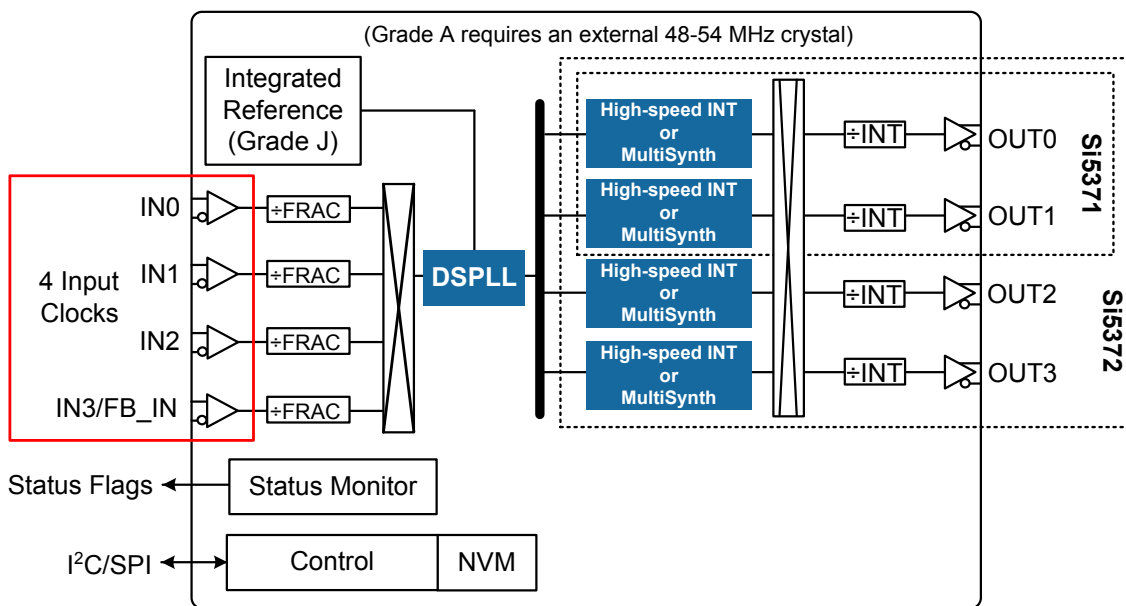 (Grade A requires an external 48-54 MHz crystal)
Integrated
Reference
(Grade J)
High-speed INT
or
MultiSynth
÷INT
OUT0
High-speed INT
or
MultiSynth
÷INT
OUT1
Si5371
High-speed INT
or
MultiSynth
÷INT
OUT2
High-speed INT
or
MultiSynth
÷INT
OUT3
Si5372
4 Input
Clocks
IN0
÷FRAC
IN1
÷FRAC
IN2
÷FRAC
IN3/FB_IN
÷FRAC
DSPLL
Status Flags
Status Monitor
I²C/SPI
Control
NVM